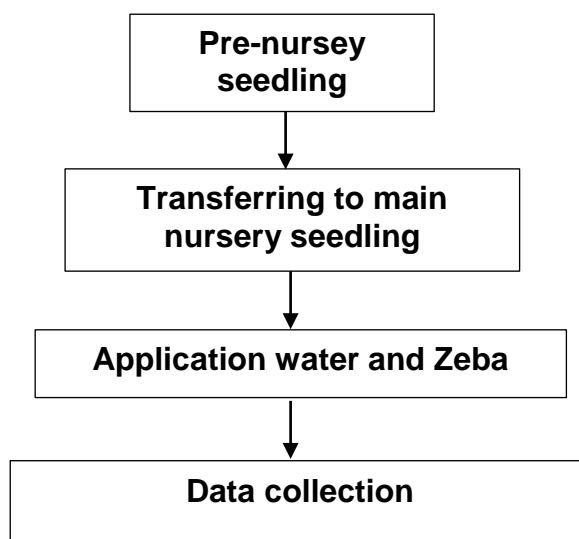 Pre-nursey
seedling
Transferring to main
nursery seedling
Application water and Zeba
Data collection